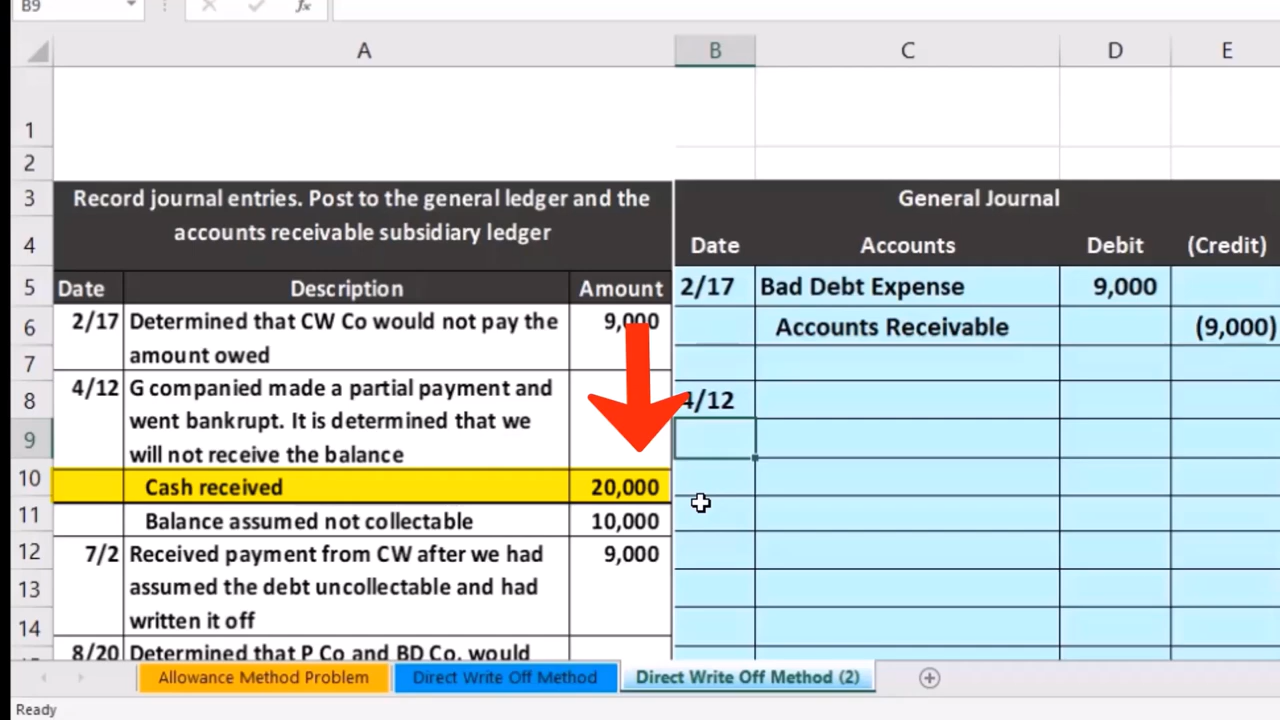 B9
fx
A B C D E
1
2
3 Record journal entries. Post to the general ledger and the General Journal
4 accounts receivable subsidiary ledger Date Accounts Debit (Credit)
5 Date Description Amount 2/17 Bad Debt Expense 9,000
6 2/17 Determined that CW Co would not pay the 9,000 Accounts Receivable (9,000)
7 amount owed
8 4/12 G companied made a partial payment and 4/12
9 went bankrupt. It is determined that we
will not receive the balance
10 Cash received 20,000
11 Balance assumed not collectable 10,000
12 7/2 Received payment from CW after we had 9,000
13 assumed the debt uncollectable and had
14 written it off
8/20 Determined that P Co and BD Co. would
Allowance Method Problem Direct Write Off Method Direct Write Off Method (2)
Ready